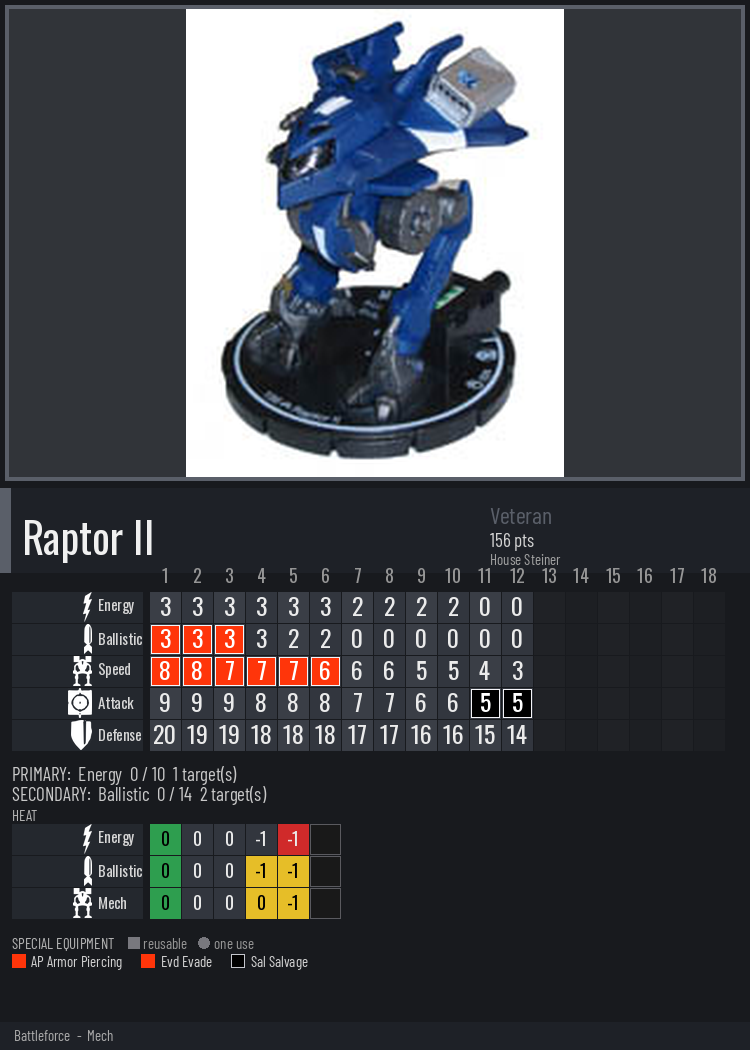 Raptor II
Veteran
156 pts
House Steiner
1 2 3 4 5 6 7 8 9 10 11 12 13 14 15 16 17 18
Energy 3 3 3 3 3 3 2 2 2 2 0 0
Ballistic 3 3 3 3 2 2 0 0 0 0 0 0
Speed 8 8 7 7 7 6 6 6 5 5 4 3
Attack 9 9 9 8 8 8 7 7 6 6 5 5
Defense 20 19 19 18 18 18 17 17 16 16 15 14
PRIMARY: Energy 0 / 10 1 target(s)
SECONDARY: Ballistic 0 / 14 2 target(s)
HEAT
Energy 0 0 0 -1 -1
Ballistic 0 0 0 -1 -1
Mech 0 0 0 0 -1
SPECIAL EQUIPMENT reusable one use
AP Armor Piercing Evd Evade Sal Salvage
Battleforce - Mech